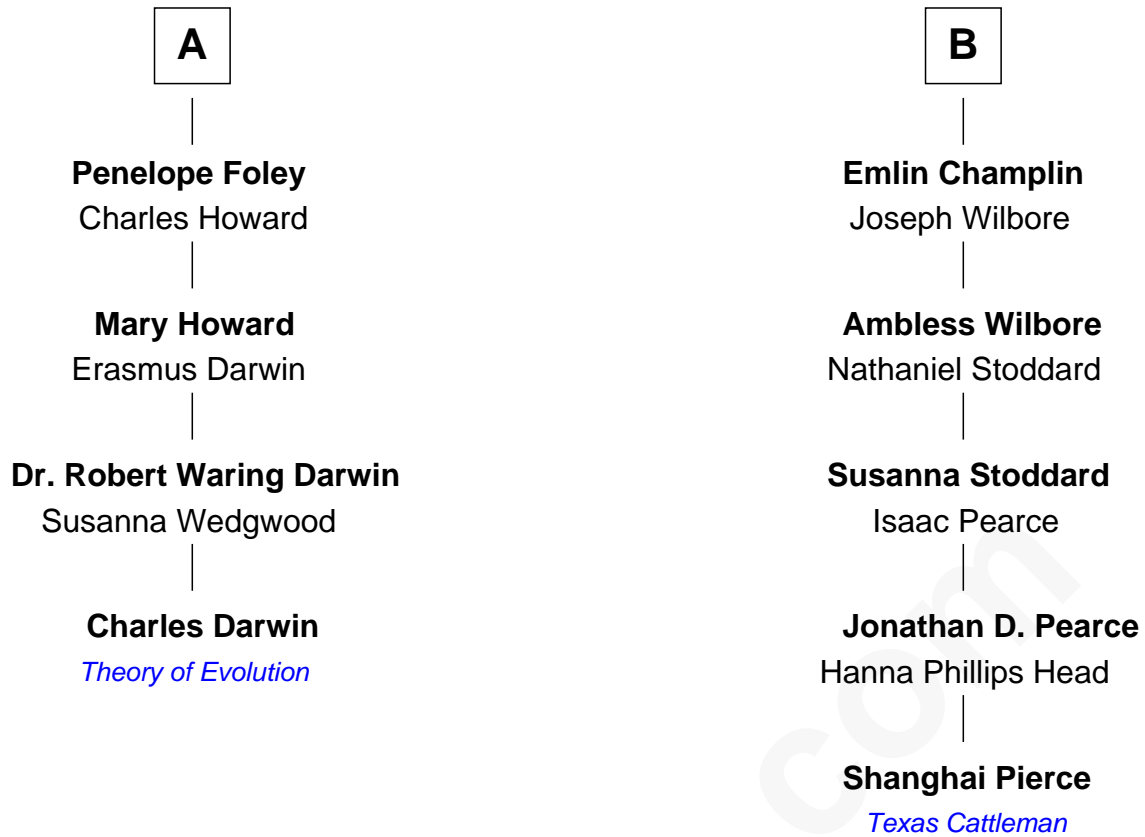 A
Penelope Foley
Charles Howard
Mary Howard
Erasmus Darwin
Dr. Robert Waring Darwin
Susanna Wedgwood
Charles Darwin
Theory of Evolution
B
Emlin Champlin
Joseph Wilbore
Ambless Wilbore
Nathaniel Stoddard
Susanna Stoddard
Isaac Pearce
Jonathan D. Pearce
Hanna Phillips Head
Shanghai Pierce
Texas Cattleman
com